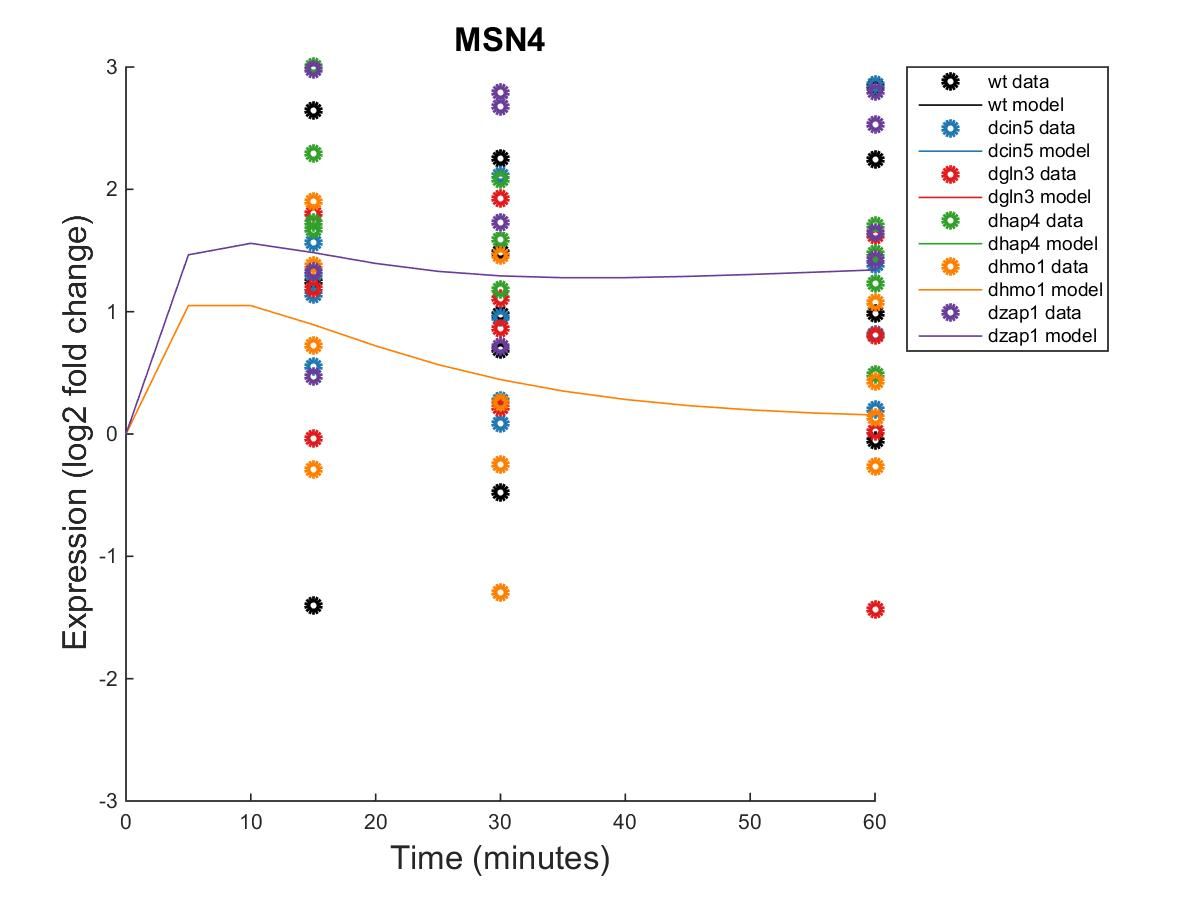 MSN4
Expression (log2 fold change)
3
2
1
0
-1
-2
-3
0 10 20 30 40 50 60
Time (minutes)
wt data
wt model
dcin5 data
dcin5 model
dgln3 data
dgln3 model
dhap4 data
dhap4 model
dhmo1 data
dhmo1 model
dzap1 data
dzap1 model